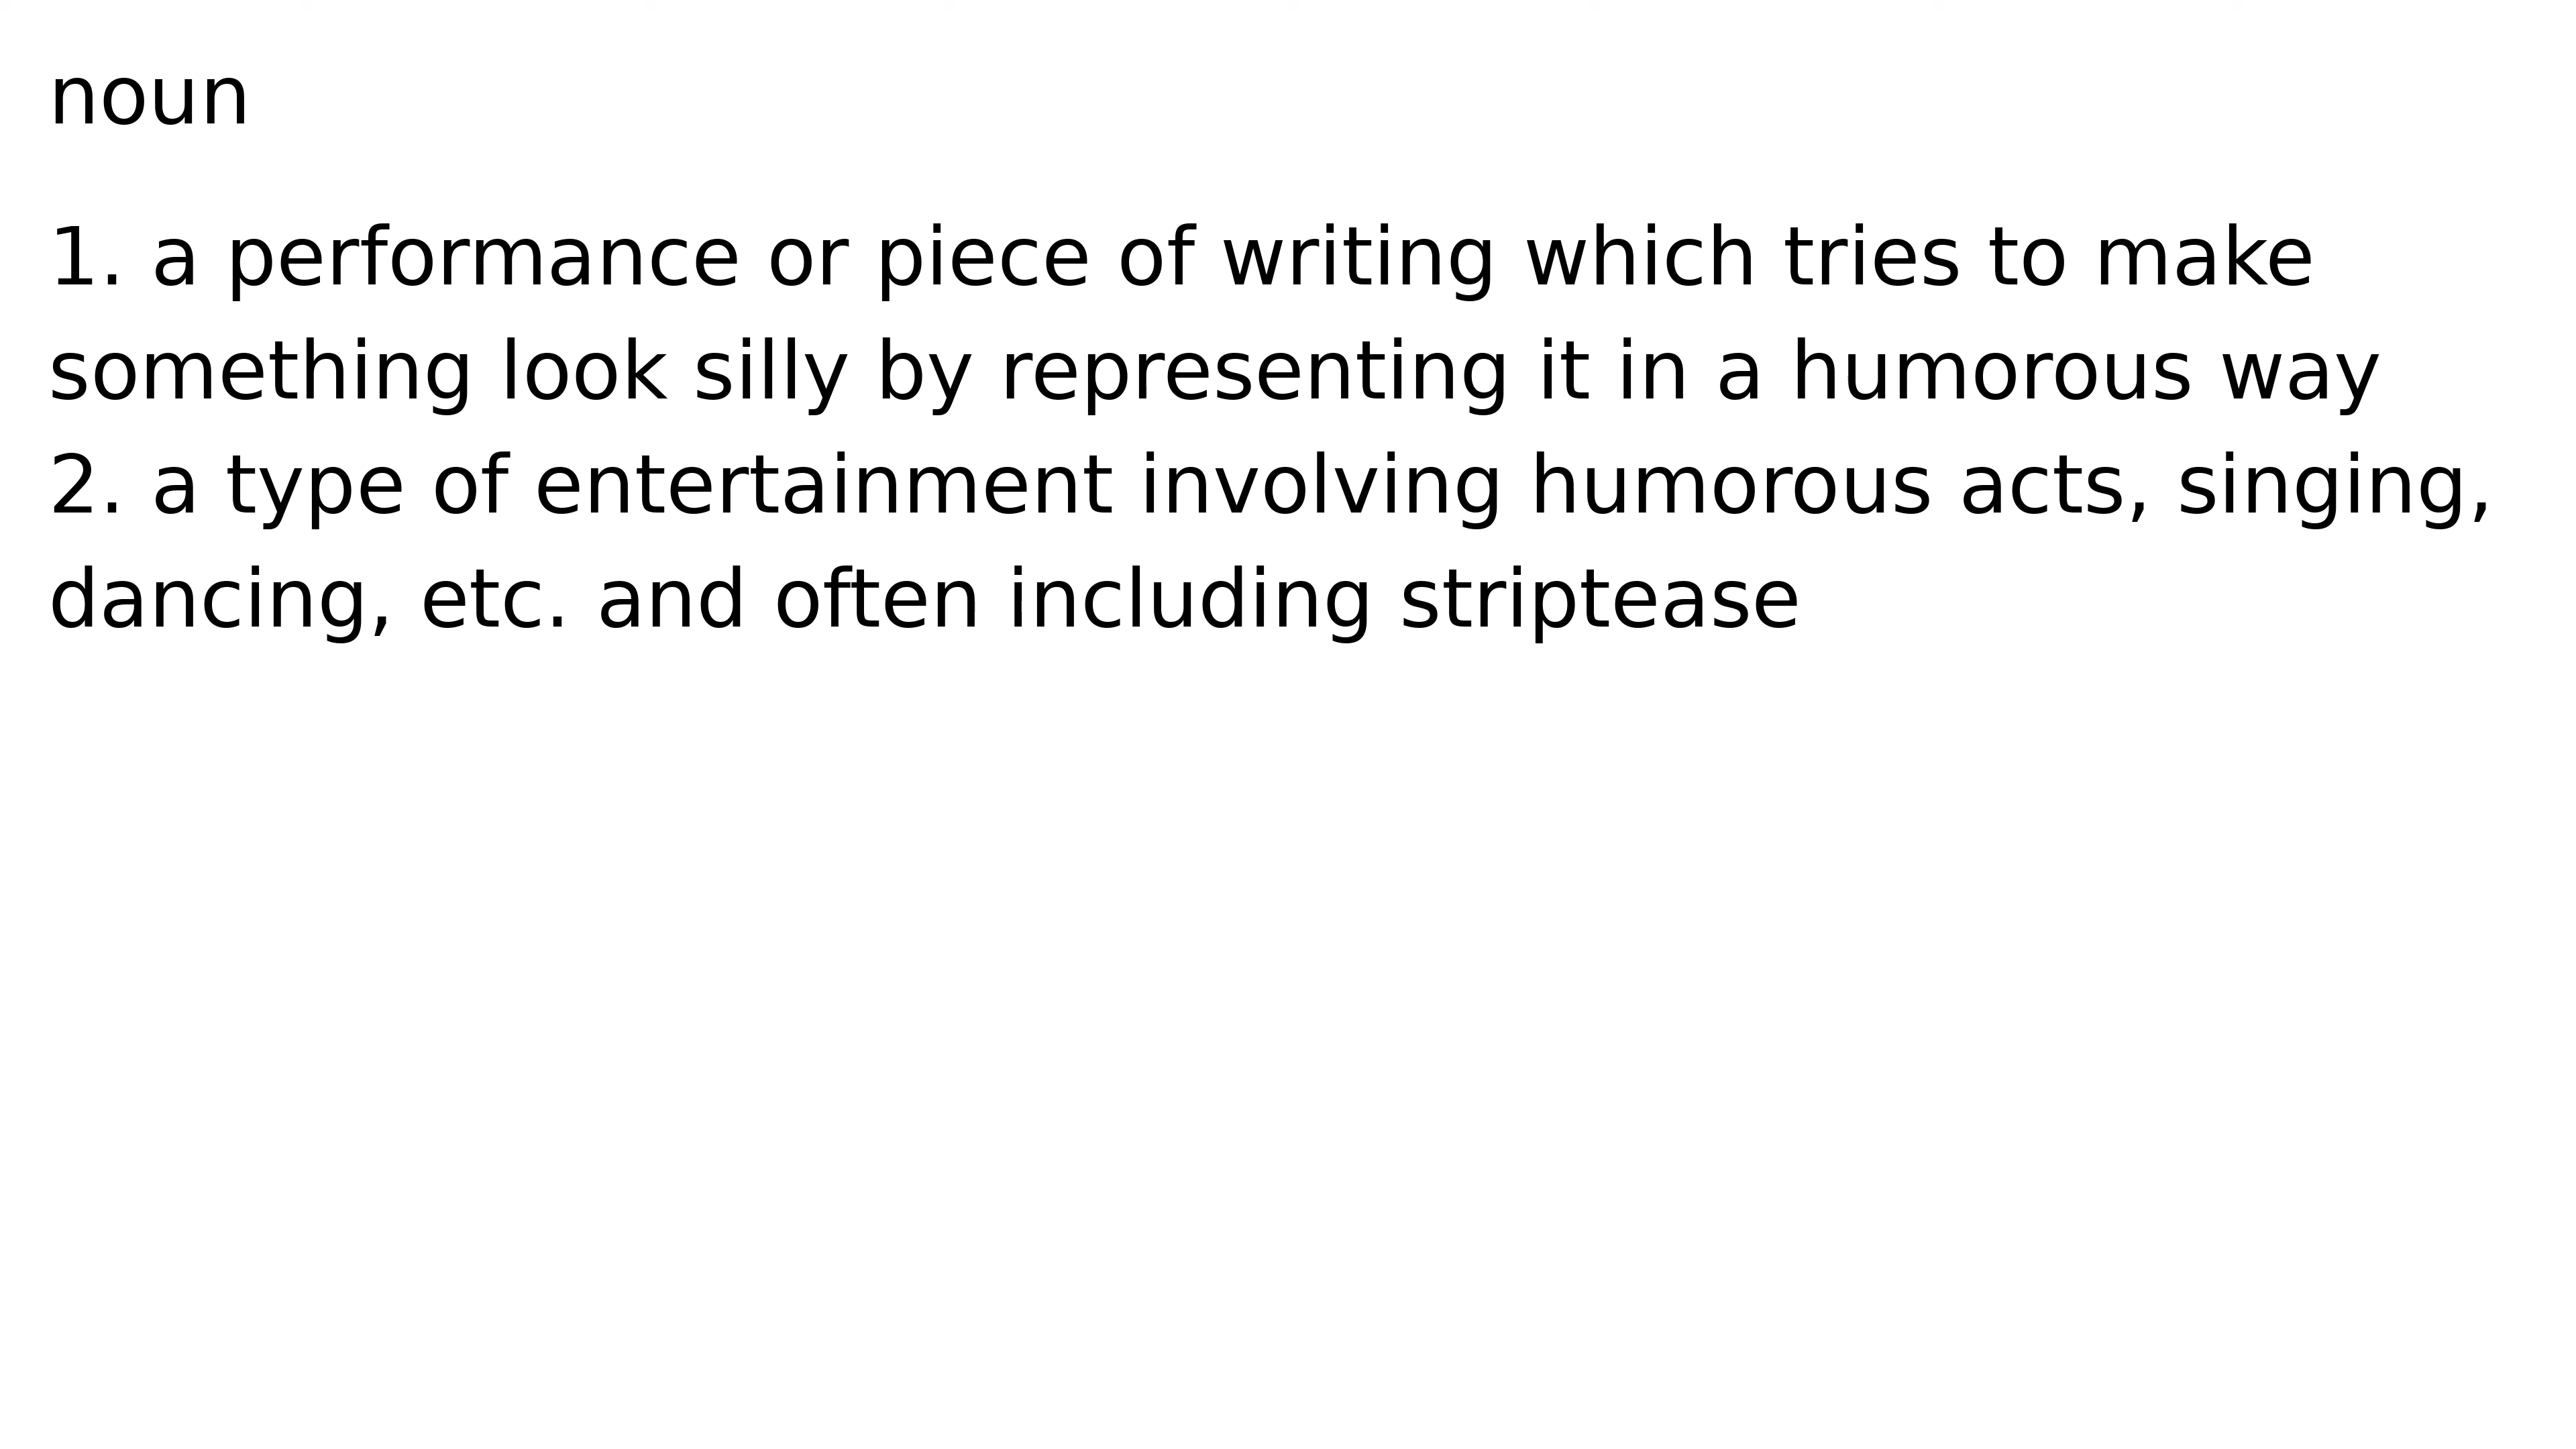 noun
1. a performance or piece of writing which tries to make
something look silly by representing it in a humorous way
2. a type of entertainment involving humorous acts, singing,
dancing, etc. and often including striptease